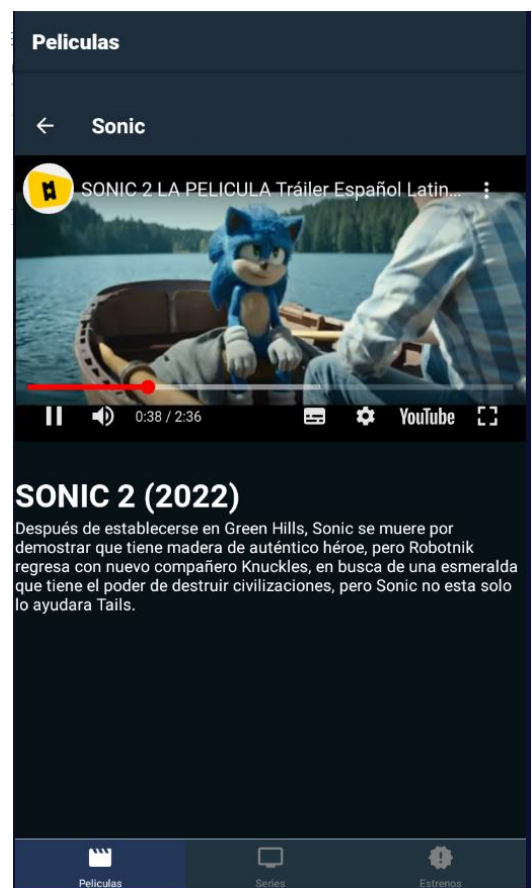 Peliculas
Sonic
SONIC 2 LA PELICULA Tráiler Español Latin...
0:38 / 2:36
YouTube
SONIC 2 (2022)
Después de establecerse en Green Hills, Sonic se muere por
demostrar que tiene madera de auténtico héroe, pero Robotnik
regresa con nuevo compañero Knuckles, en busca de una esmeralda
que tiene el poder de destruir civilizaciones, pero Sonic no esta solo
lo ayudara Tails.
Peliculas
Series
Estrenos